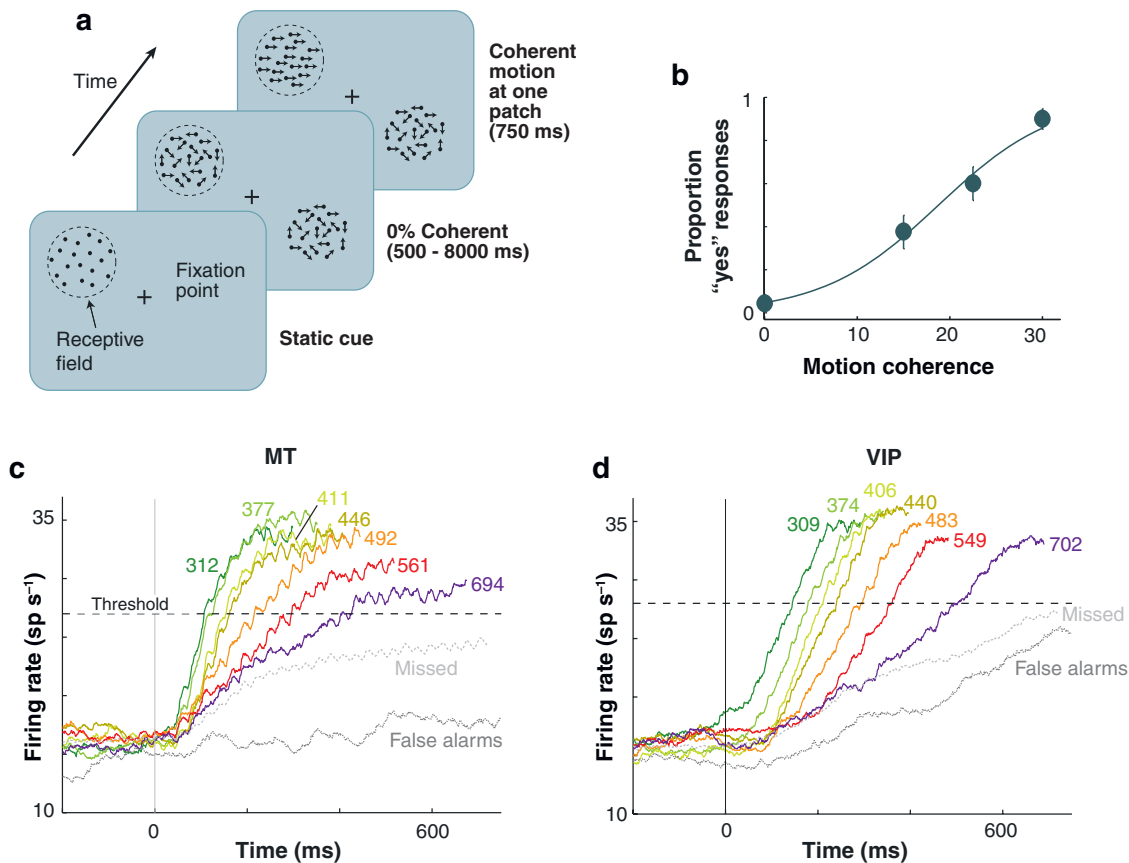 a
Time
Coherent
motion
at one
patch
(750 ms)
+
+
0% Coherent
(500 - 8000 ms)
Fixation
point
+
Receptive
field
Static cue
b
Proportion
“yes” responses
1
0
0
10
20
30
Motion coherence
c
MT
Firing rate (sp s⁻¹)
35
10
312
377
411
446
492
561
694
Threshold
Missed
False alarms
0
600
Time (ms)
d
VIP
Firing rate (sp s⁻¹)
35
10
309
374
406
440
483
549
702
Missed
False alarms
0
600
Time (ms)